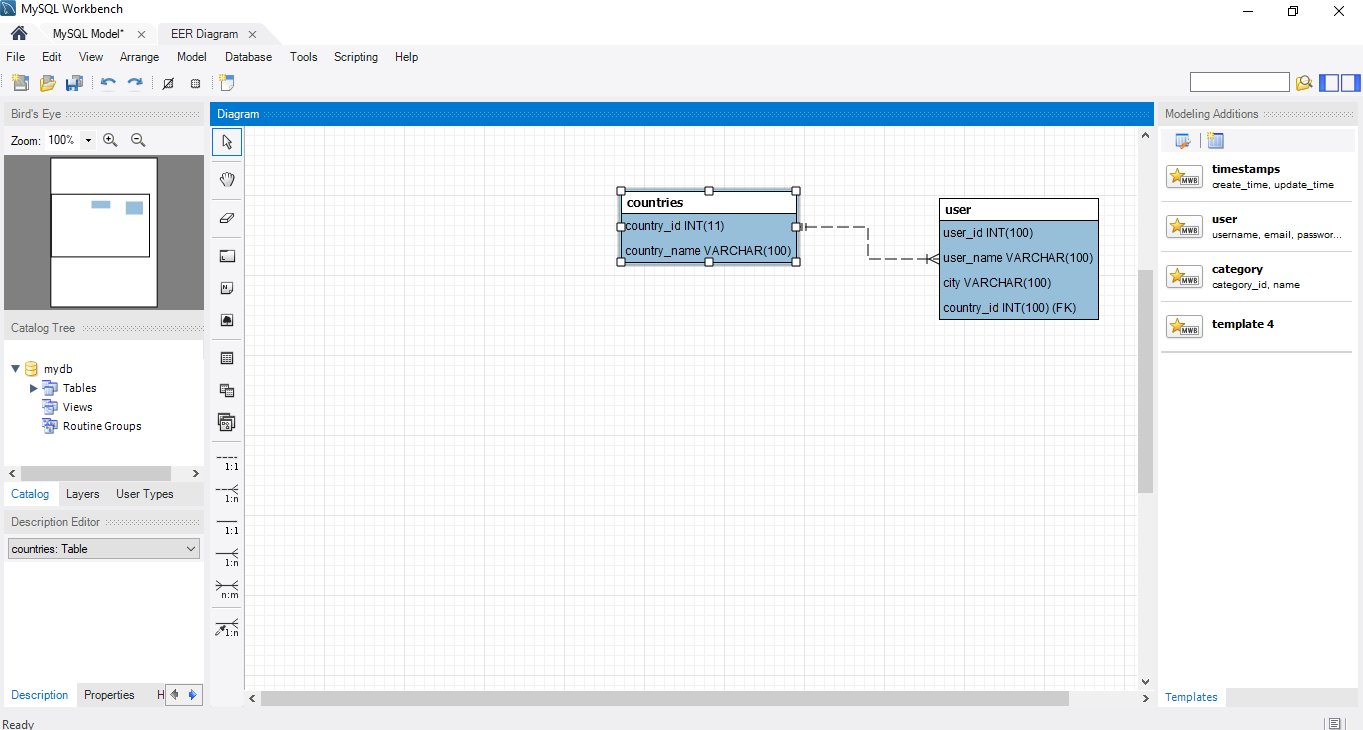 MySQL Workbench
MySQL Model*
EER Diagram
File Edit View Arrange Model Database Tools Scripting Help
Bird's Eye
Zoom: 100%
Diagram
countries
country_id INT(11)
country_name VARCHAR(100)
user
user_id INT(100)
user_name VARCHAR(100)
city VARCHAR(100)
country_id INT(100) (FK)
Modeling Additions
MWB
timestamps
create_time, update_time
MWB
user
username, email, passwor...
MWB
category
category_id, name
MWB
template 4
Templates
Catalog Tree
mydb
Tables
Views
Routine Groups
Catalog Layers User Types
Description Editor
countries: Table
Description Properties H
1:1
1:n
1:1
1:n
n:m
1:n
Ready